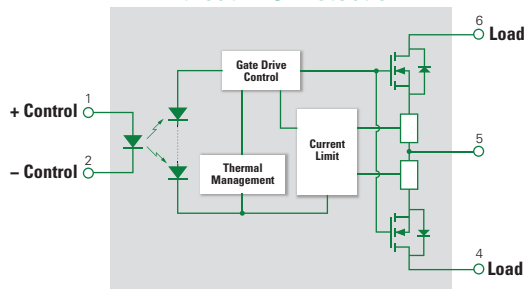 6
Load
Gate Drive
Control
1
+ Control
Current
Limit
5
2
– Control
Thermal
Management
4
Load